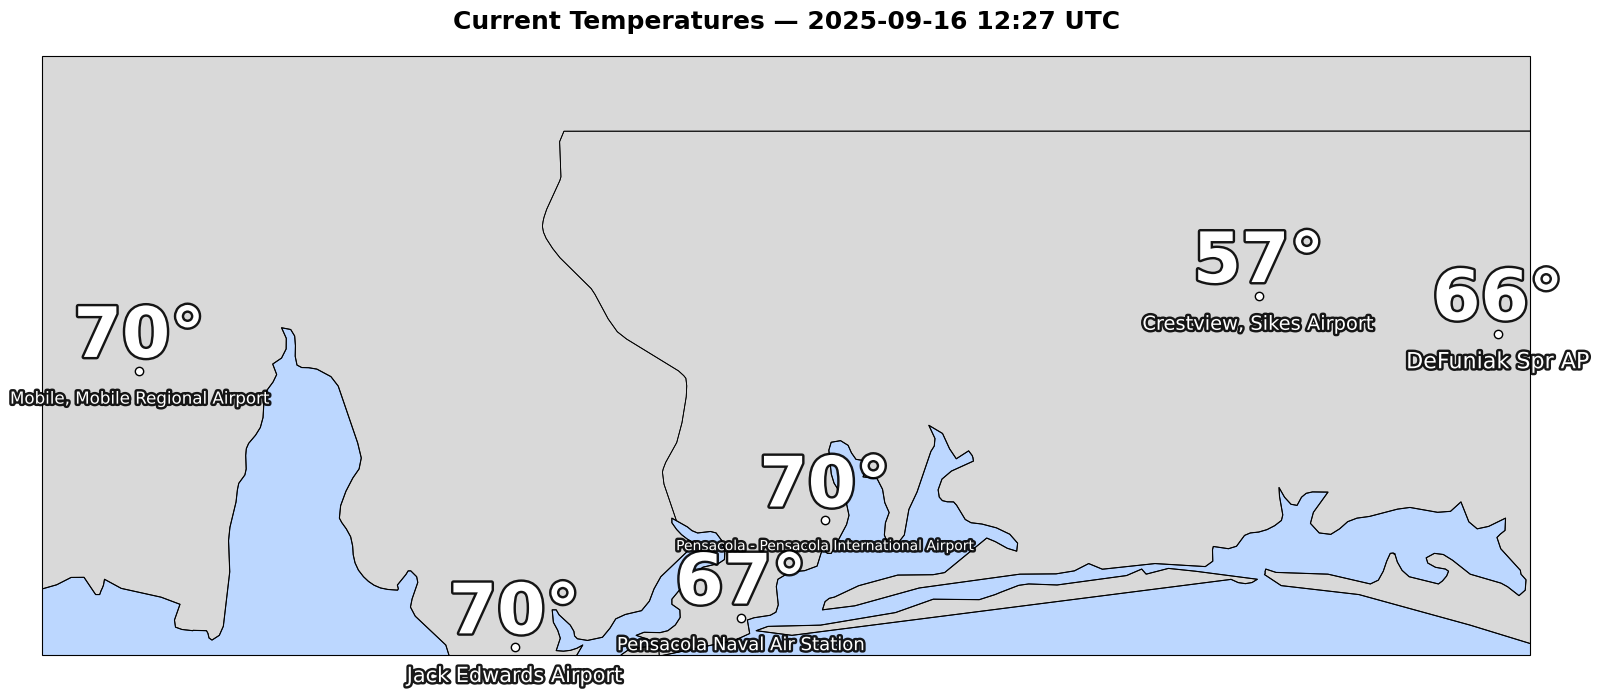 Current Temperatures — 2025-09-16 12:27 UTC
57°
Crestview, Sikes Airport
66°
DeFuniak Spr AP
70°
Mobile, Mobile Regional Airport
70°
Pensacola - Pensacola International Airport
67°
Pensacola Naval Air Station
70°
Jack Edwards Airport